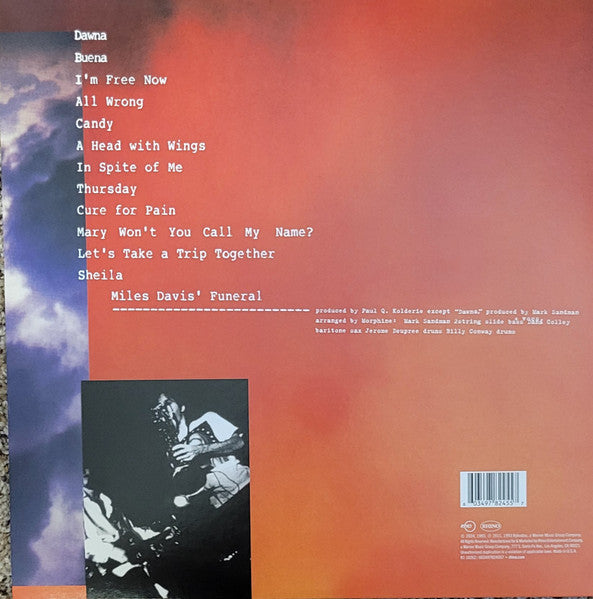 Dawna
Buena
I'm Free Now
All Wrong
Candy
A Head with Wings
In Spite of Me
Thursday
Cure for Pain
Mary Won't You Call My Name?
Let's Take a Trip Together
Sheila
Miles Davis' Funeral
produced by Paul Q. Kolderie except "Dawna" produced by Mark Sandman
arranged by Morphine: Mark Sandman 2string slide bass Dana Colley
baritone sax Jerome Deupree drums Billy Conway drums
RHINO